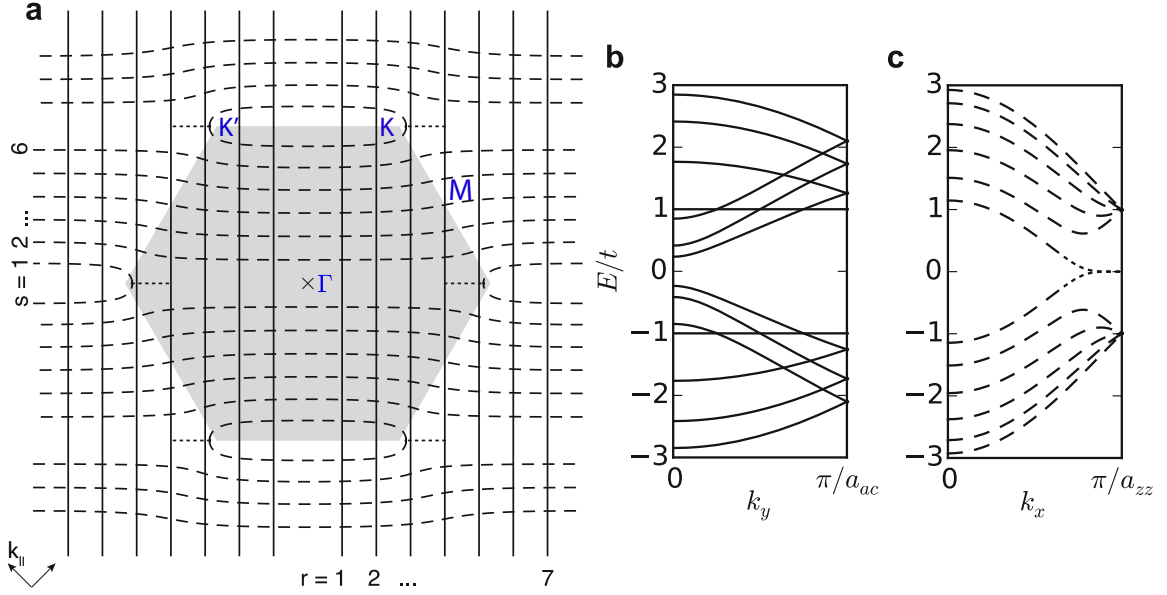 a
K′ K
M
6
...
2
s = 1
×Γ
k||
r = 1 2 ... 7
b
E/t
3
2
1
0
−1
−2
−3
0 π/a_ac
k_y
c
3
2
1
0
−1
−2
−3
0 π/a_zz
k_x